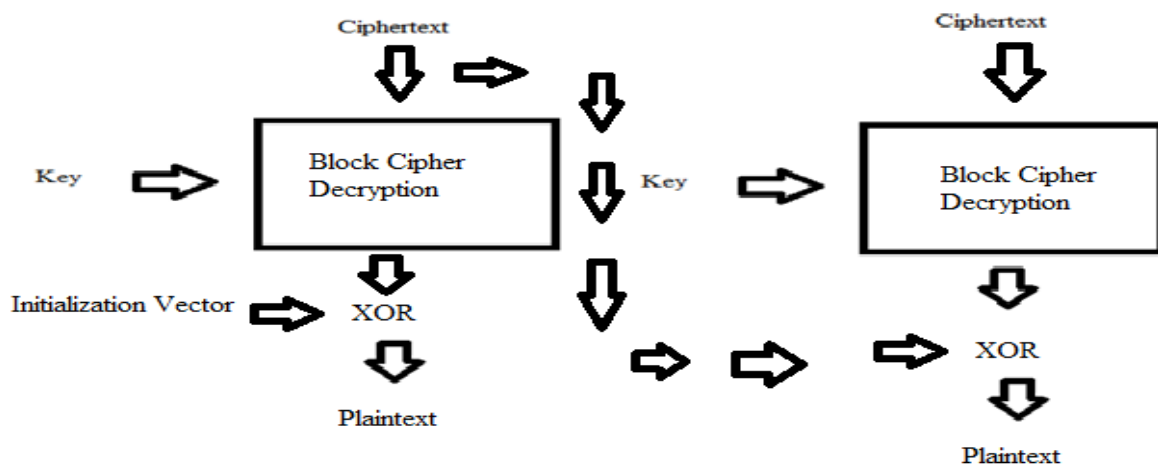 Ciphertext
Ciphertext
Block Cipher
Decryption
Key
Key
Block Cipher
Decryption
Initialization Vector
XOR
XOR
Plaintext
Plaintext